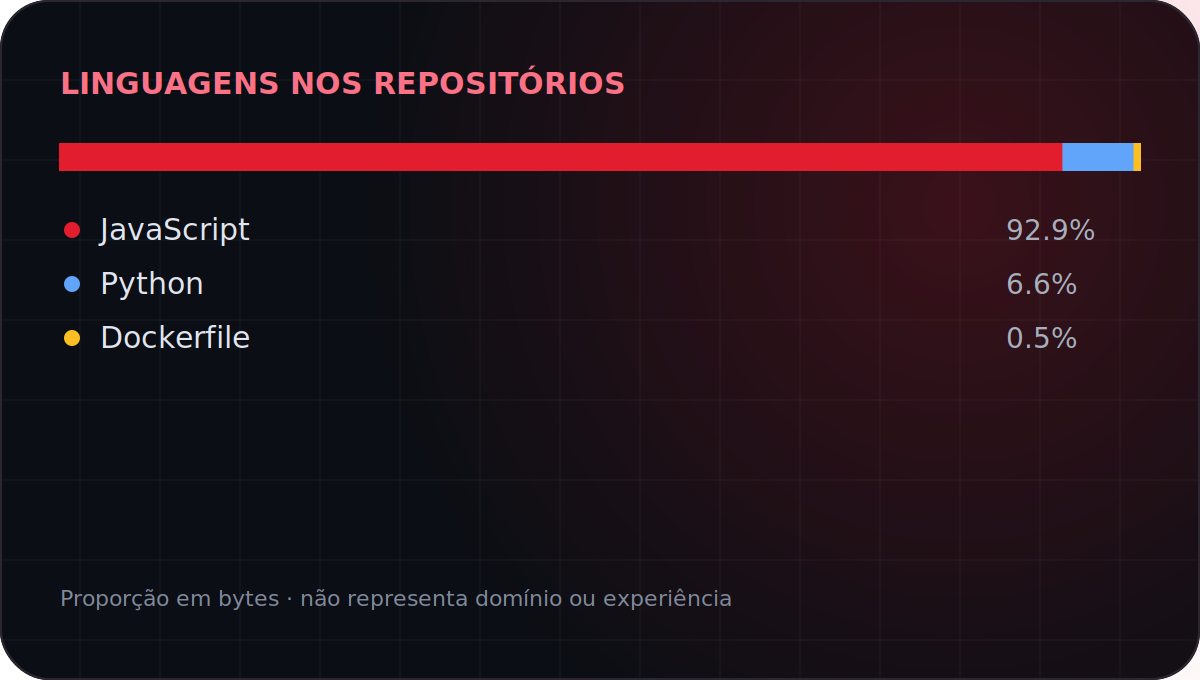 LINGUAGENS NOS REPOSITÓRIOS
JavaScript 92.9%
Python 6.6%
Dockerfile 0.5%
Proporção em bytes · não representa domínio ou experiência